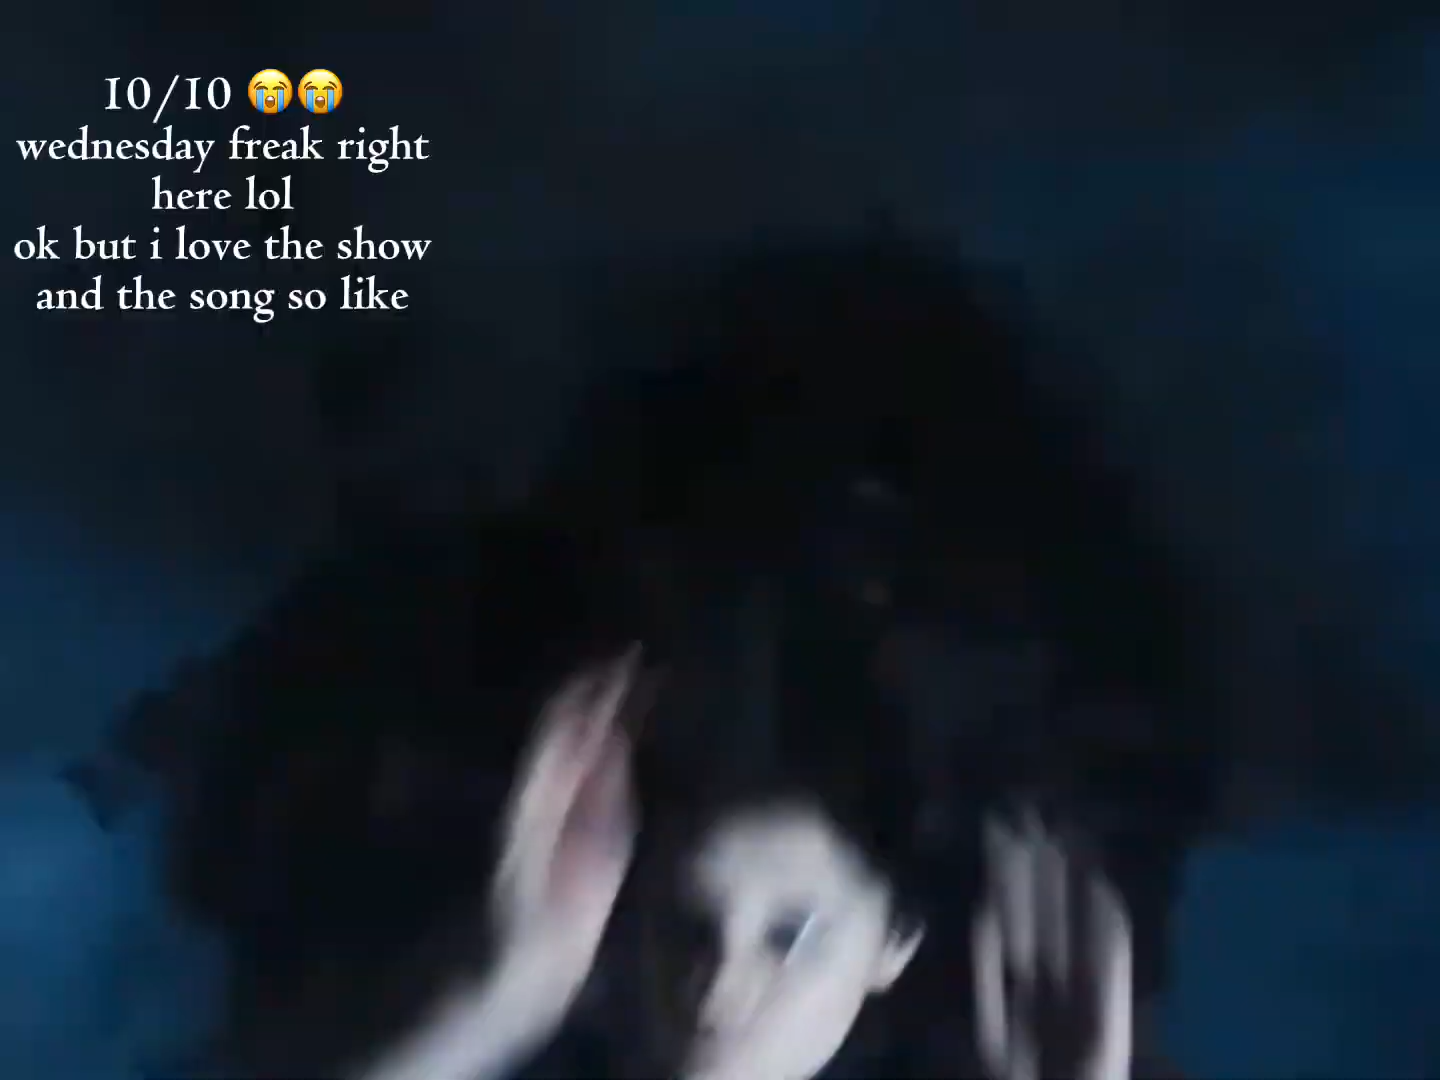 10/10 😭😭
wednesday freak right
here lol
ok but i love the show
and the song so like